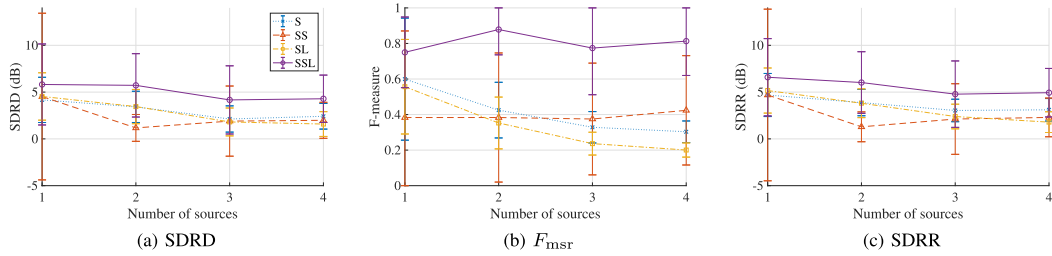 SDRD (dB)
10
5
0
-5
1
2
3
4
Number of sources
S
SS
SL
SSL
(a) SDRD
F-measure
1
0.8
0.6
0.4
0.2
0
1
2
3
4
Number of sources
(b) Fmsr
SDRR (dB)
10
5
0
-5
1
2
3
4
Number of sources
(c) SDRR